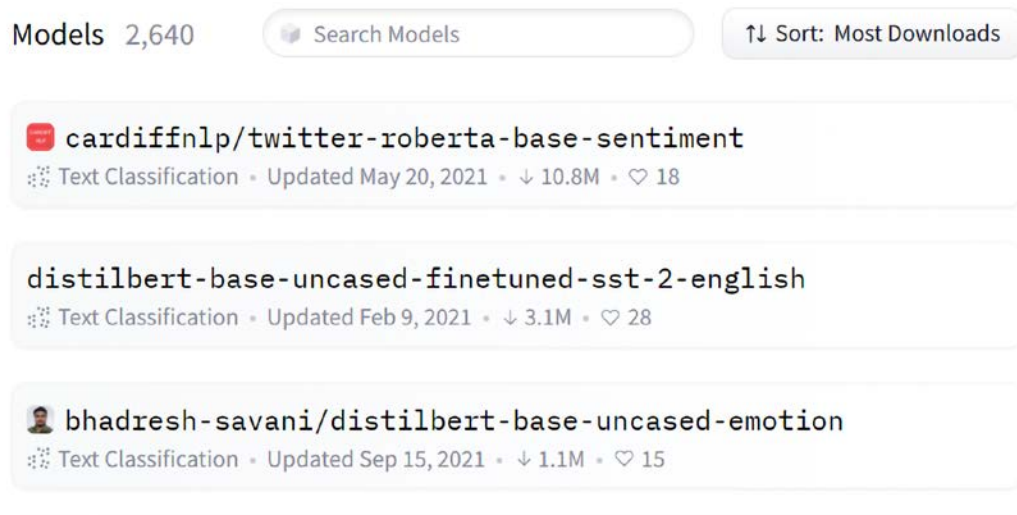 Models 2,640 Search Models ↑↓ Sort: Most Downloads
cardiffnlp/twitter-roberta-base-sentiment
Text Classification • Updated May 20, 2021 • ↓ 10.8M • ♡ 18
distilbert-base-uncased-finetuned-sst-2-english
Text Classification • Updated Feb 9, 2021 • ↓ 3.1M • ♡ 28
bhadresh-savani/distilbert-base-uncased-emotion
Text Classification • Updated Sep 15, 2021 • ↓ 1.1M • ♡ 15